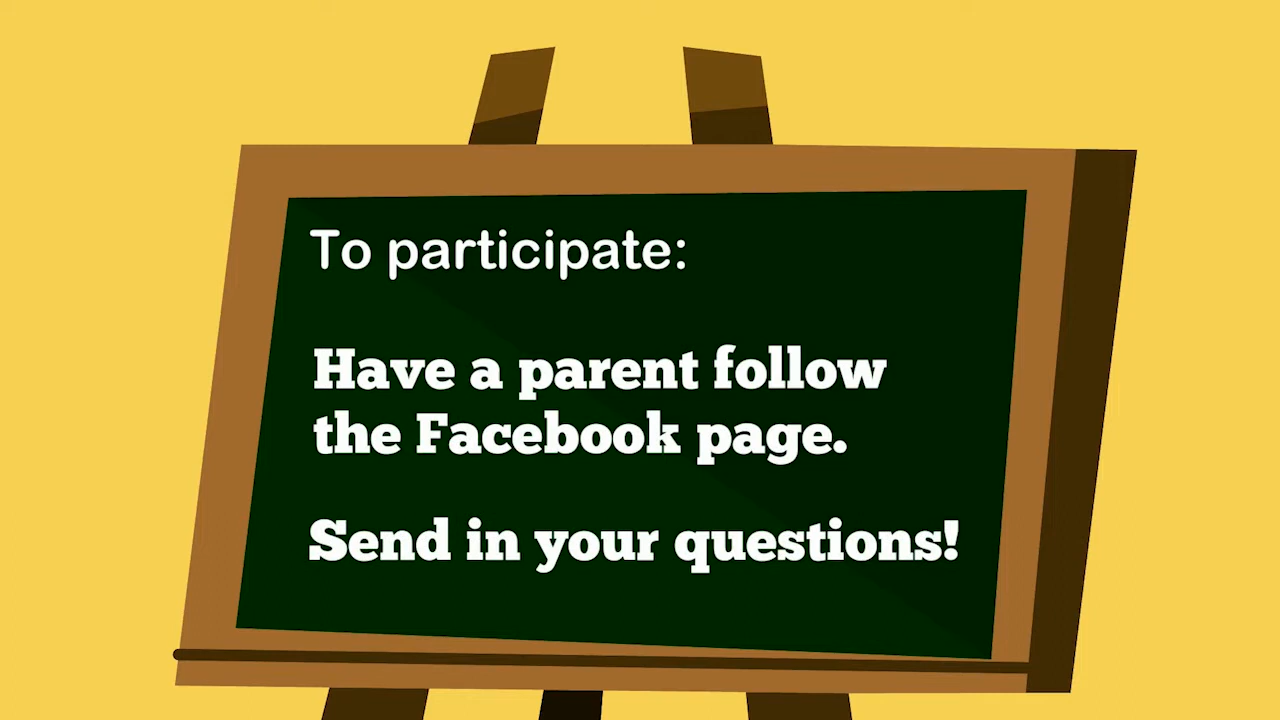 To participate:
Have a parent follow
the Facebook page.
Send in your questions!